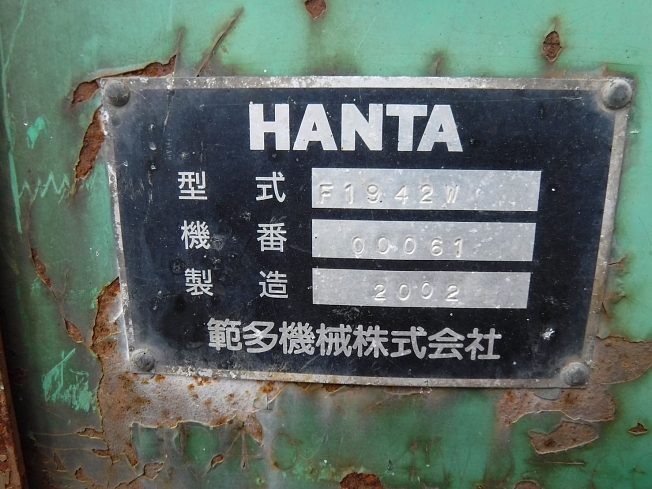 HANTA
型式 F1942W
機番 00061
製造 2002
範多機械株式会社